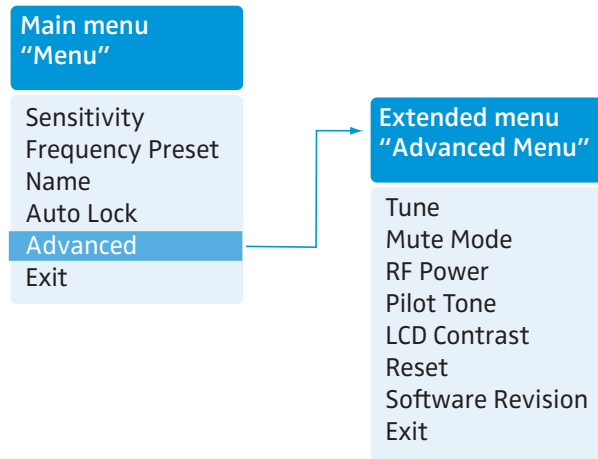 Main menu
“Menu”
Sensitivity
Frequency Preset
Name
Auto Lock
Advanced
Exit
Extended menu
“Advanced Menu”
Tune
Mute Mode
RF Power
Pilot Tone
LCD Contrast
Reset
Software Revision
Exit